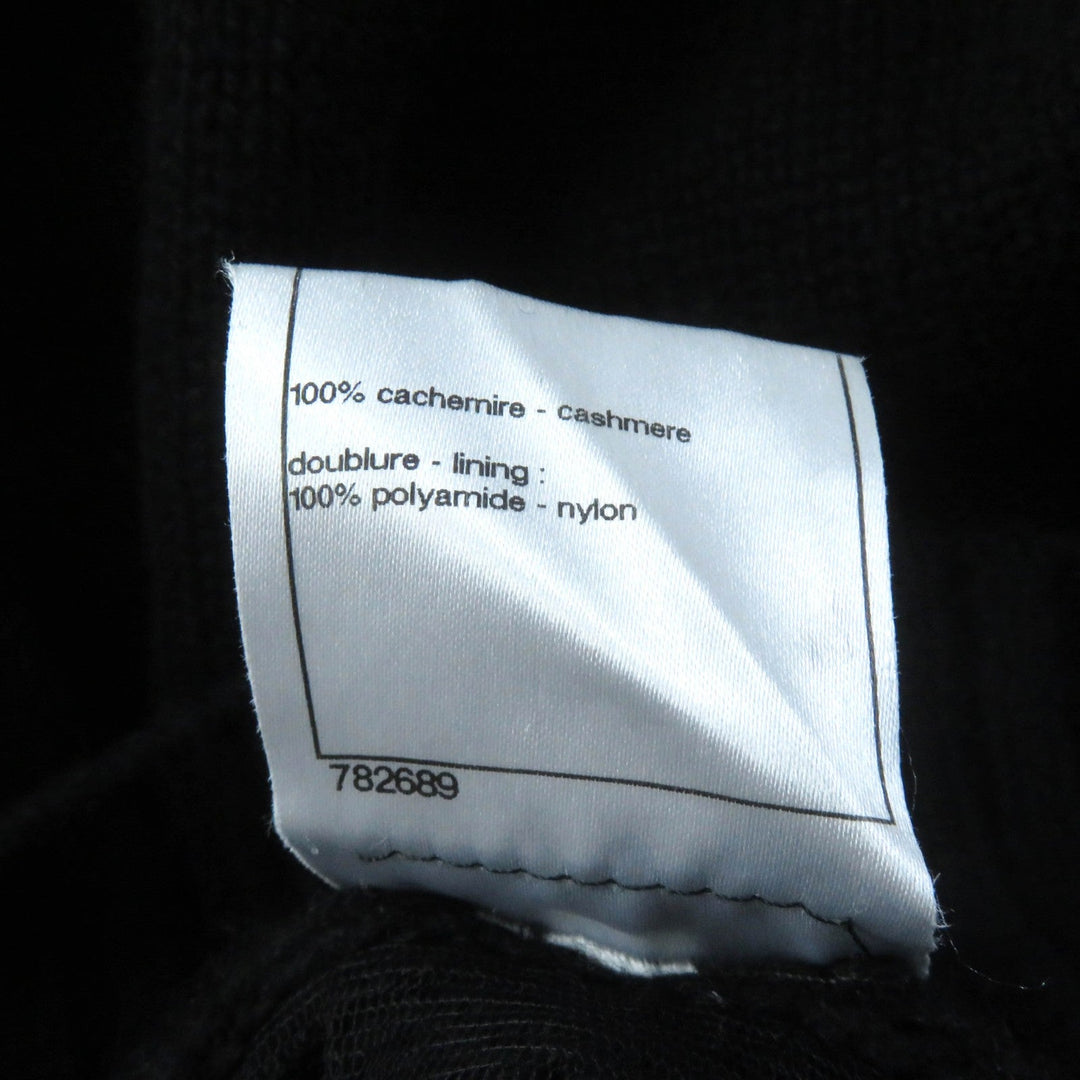 100% cachemire - cashmere
doublure - lining :
100% polyamide - nylon
782689